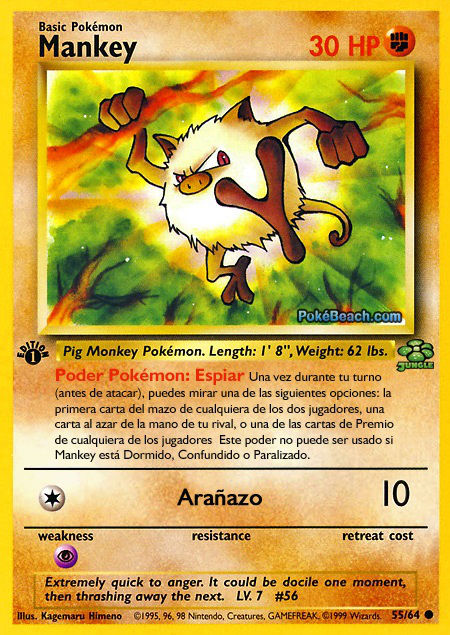 Basic Pokémon
Mankey 30 HP
PokéBeach.com
EDITION 1
Pig Monkey Pokémon. Length: 1' 8", Weight: 62 lbs.
JUNGLE
Poder Pokémon: Espiar Una vez durante tu turno
(antes de atacar), puedes mirar una de las siguientes opciones: la
primera carta del mazo de cualquiera de los dos jugadores, una
carta al azar de la mano de tu rival, o una de las cartas de Premio
de cualquiera de los jugadores Este poder no puede ser usado si
Mankey está Dormido, Confundido o Paralizado.
Arañazo 10
weakness resistance retreat cost
Extremely quick to anger. It could be docile one moment,
then thrashing away the next. LV. 7 #56
Illus. Kagemaru Himeno ©1995, 96, 98 Nintendo, Creatures, GAMEFREAK. ©1999 Wizards. 55/64